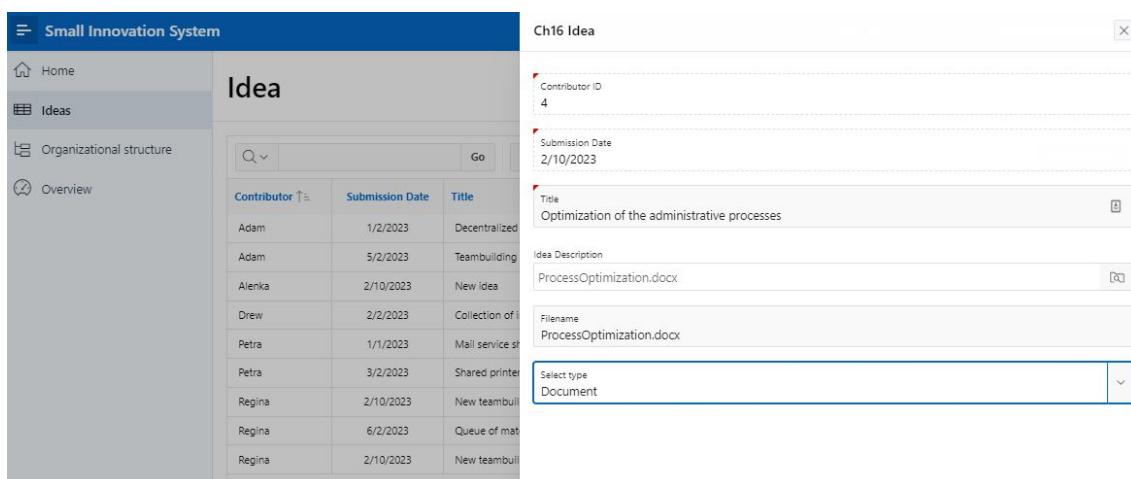 Small Innovation System
Home
Ideas
Organizational structure
Overview
Idea
Go
Contributor Submission Date Title
Adam 1/2/2023 Decentralized
Adam 5/2/2023 Teambuilding
Alenka 2/10/2023 New idea
Drew 2/2/2023 Collection of i
Petra 1/1/2023 Mail service sh
Petra 3/2/2023 Shared printer
Regina 2/10/2023 New teambuil
Regina 6/2/2023 Queue of mat
Regina 2/10/2023 New teambuil
Ch16 Idea
Contributor ID
4
Submission Date
2/10/2023
Title
Optimization of the administrative processes
Idea Description
ProcessOptimization.docx
Filename
ProcessOptimization.docx
Select type
Document